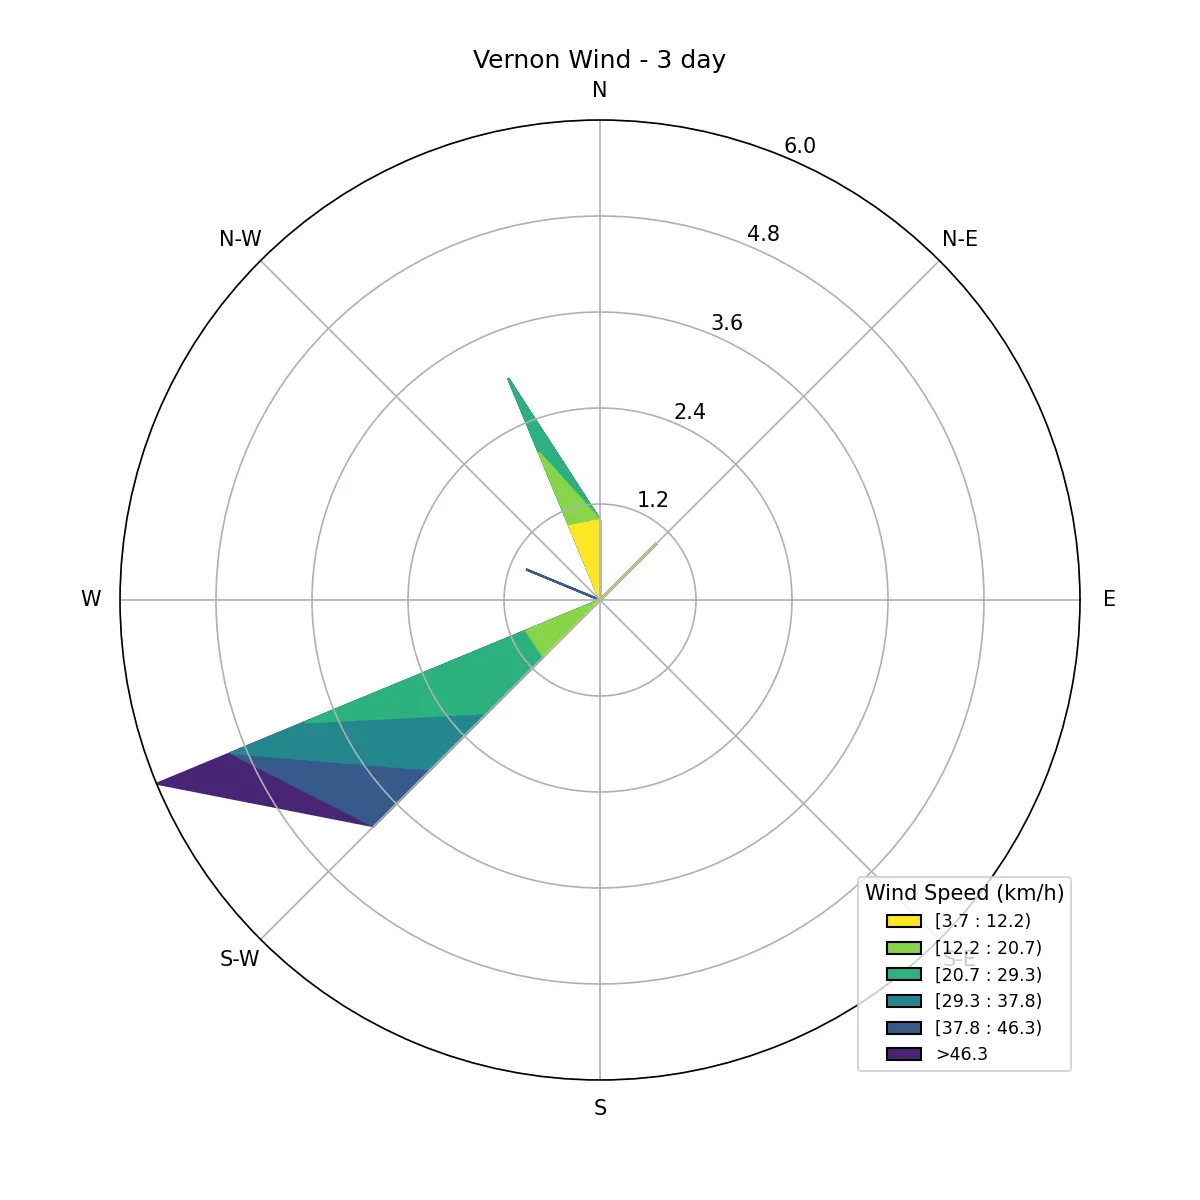 Vernon Wind - 3 day
N
6.0
N-W
N-E
4.8
3.6
2.4
1.2
W
E
S-W
S-E
S
Wind Speed (km/h)
[3.7 : 12.2)
[12.2 : 20.7)
[20.7 : 29.3)
[29.3 : 37.8)
[37.8 : 46.3)
>46.3